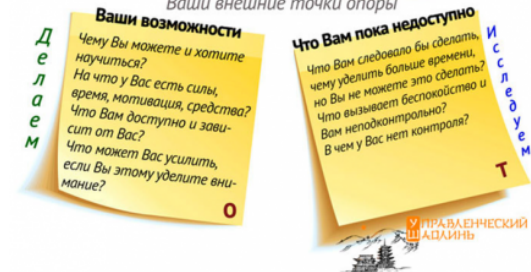 Ваши внешние точки опоры
Ваши возможности
Делаем
Чему Вы можете и хотите
научиться?
На что у Вас есть силы,
время, мотивация, средства?
Что Вам доступно и зави-
сит от Вас?
Что может Вас усилить,
если Вы этому уделите вни-
мание?
О
Что Вам пока недоступно
Что Вам следовало бы сделать,
чему уделить больше времени,
но Вы не можете это сделать?
Что вызывает беспокойство и
Вам неподконтрольно?
В чем у Вас нет контроля?
Т
Исследуем
УПРАВЛЕНЧЕСКИЙ
ШАОЛИНЬ